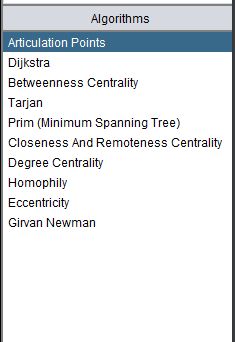 Algorithms
Articulation Points
Dijkstra
Betweenness Centrality
Tarjan
Prim (Minimum Spanning Tree)
Closeness And Remoteness Centrality
Degree Centrality
Homophily
Eccentricity
Girvan Newman